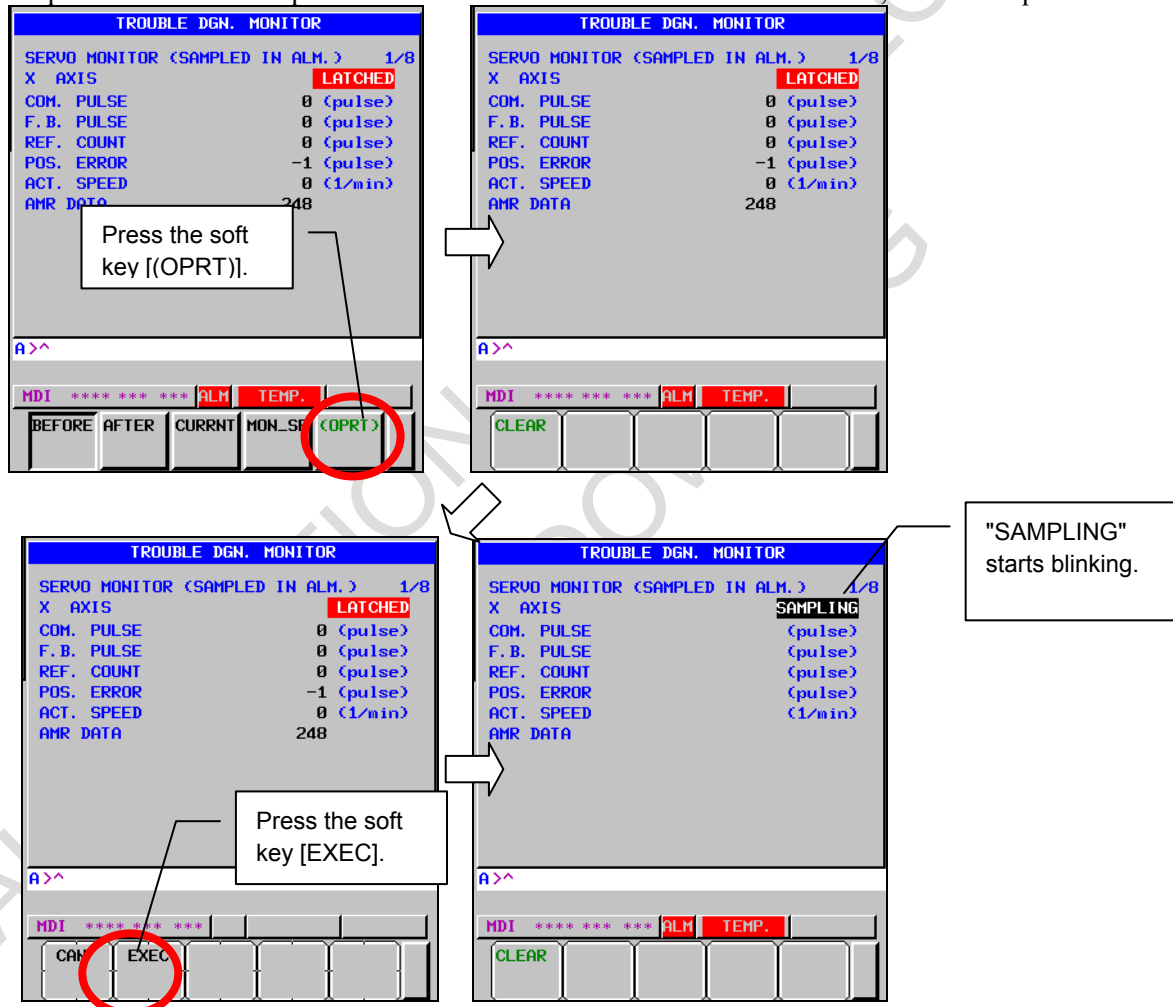 TROUBLE DGN. MONITOR
SERVO MONITOR (SAMPLED IN ALM.) 1/8
X AXIS LATCHED
COM. PULSE 0 (pulse)
F.B. PULSE 0 (pulse)
REF. COUNT 0 (pulse)
POS. ERROR -1 (pulse)
ACT. SPEED 0 (1/min)
AMR DATA 248
Press the soft
key [(OPRT)].
A>^
MDI **** *** *** ALM TEMP.
BEFORE AFTER CURRNT MON_SE (OPRT)
TROUBLE DGN. MONITOR
SERVO MONITOR (SAMPLED IN ALM.) 1/8
X AXIS LATCHED
COM. PULSE 0 (pulse)
F.B. PULSE 0 (pulse)
REF. COUNT 0 (pulse)
POS. ERROR -1 (pulse)
ACT. SPEED 0 (1/min)
AMR DATA 248
A>^
MDI **** *** *** ALM TEMP.
CLEAR
TROUBLE DGN. MONITOR
SERVO MONITOR (SAMPLED IN ALM.) 1/8
X AXIS LATCHED
COM. PULSE 0 (pulse)
F.B. PULSE 0 (pulse)
REF. COUNT 0 (pulse)
POS. ERROR -1 (pulse)
ACT. SPEED 0 (1/min)
AMR DATA 248
Press the soft
key [EXEC].
A>^
MDI **** *** ***
CAN EXEC
TROUBLE DGN. MONITOR
SERVO MONITOR (SAMPLED IN ALM.) 1/8
X AXIS SAMPLING
COM. PULSE (pulse)
F.B. PULSE (pulse)
REF. COUNT (pulse)
POS. ERROR (pulse)
ACT. SPEED (1/min)
AMR DATA
A>^
MDI **** *** *** ALM TEMP.
CLEAR
"SAMPLING"
starts blinking.